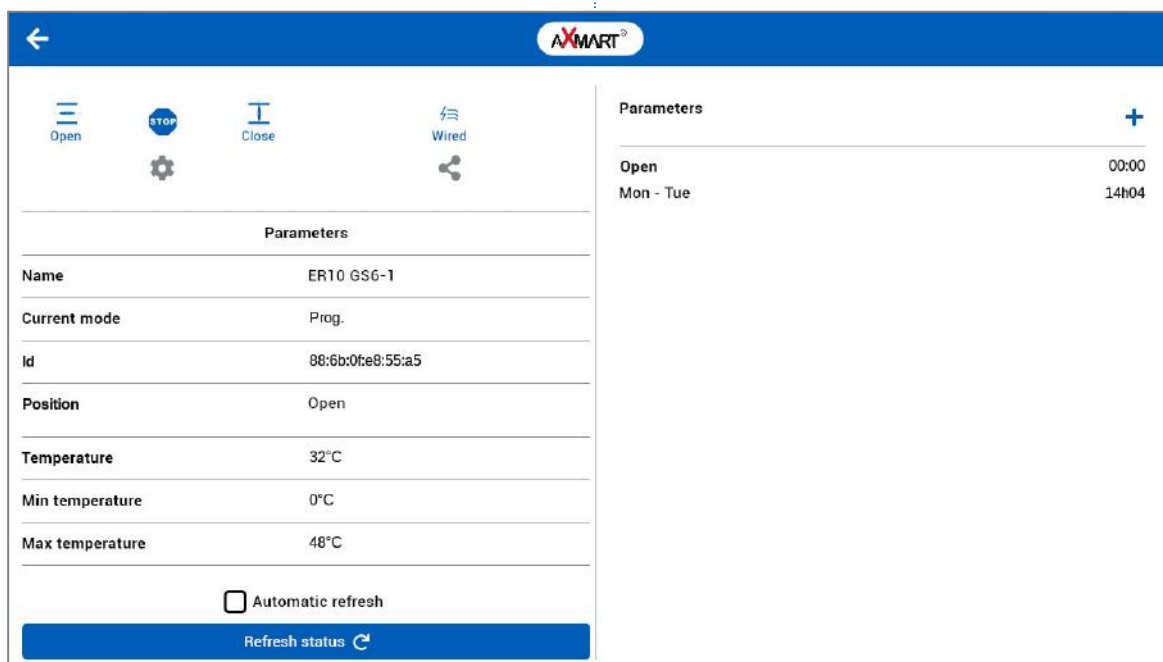 AXMART®
Open
STOP
Close
Wired
Parameters
Name ER10 GS6-1
Current mode Prog.
Id 88:6b:0f:e8:55:a5
Position Open
Temperature 32°C
Min temperature 0°C
Max temperature 48°C
Automatic refresh
Refresh status
Parameters
Open 00:00
Mon - Tue 14h04